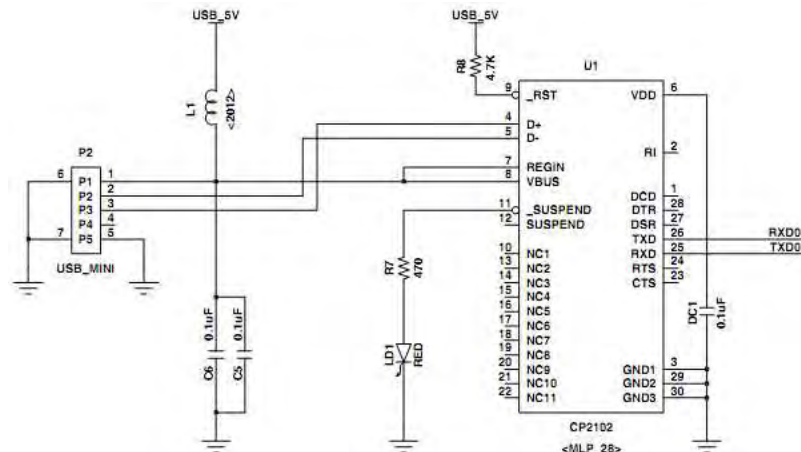 USB_5V
USB_5V
R8
4.7K
U1
L1
<2012>
9 _RST VDD 6
4 D+
5 D-
RI 2
7 REGIN
8 VBUS
DCD 1
11 _SUSPEND DTR 28
12 SUSPEND DSR 27
TXD 26 RXD0
10 NC1 RXD 25 TXD0
13 NC2 RTS 24
14 NC3 CTS 23
15 NC4
16 NC5
17 NC6
18 NC7
19 NC8
20 NC9 GND1 3
21 NC10 GND2 29
22 NC11 GND3 30
CP2102
<MLP_28>
P2
6 P1 1
P2 2
P3 3
P4 4
7 P5 5
USB_MINI
R7
470
LD1
RED
C6
0.1uF
C5
0.1uF
DC1
0.1uF